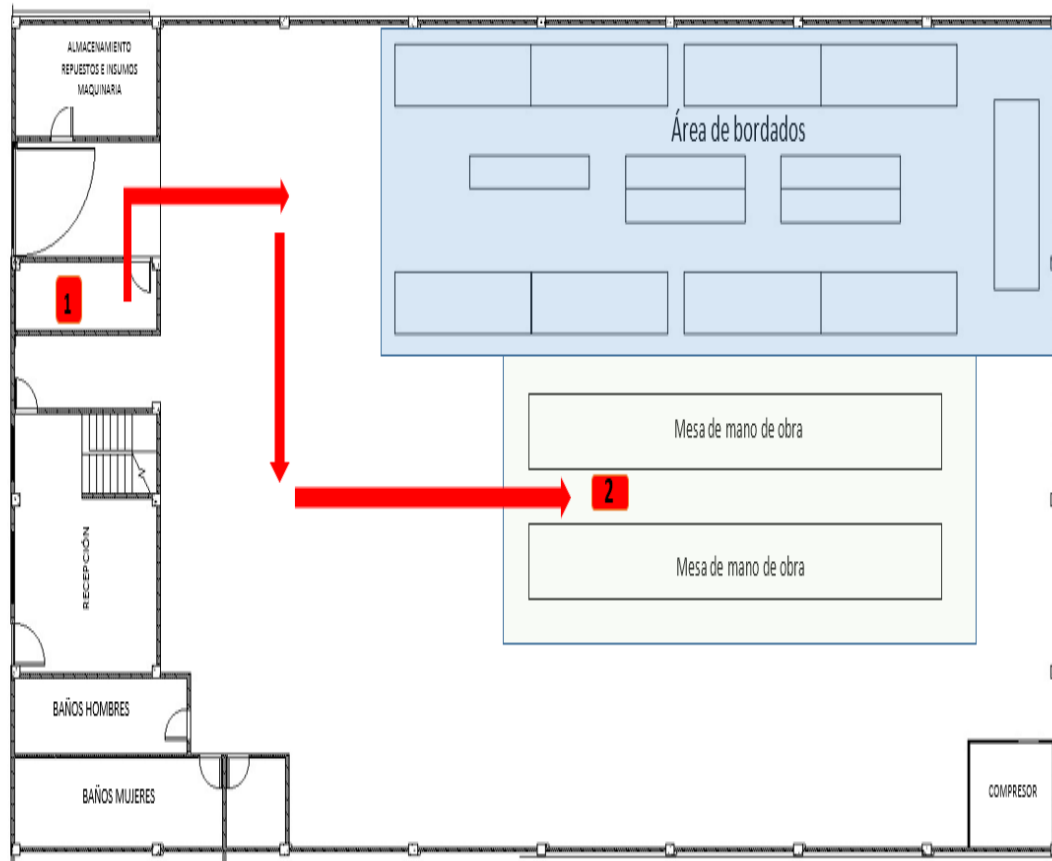 ALMACENAMIENTO
REPUESTOS E INSUMOS
MAQUINARIA
Área de bordados
1
Mesa de mano de obra
2
Mesa de mano de obra
RECEPCIÓN
BAÑOS HOMBRES
BAÑOS MUJERES
COMPRESOR